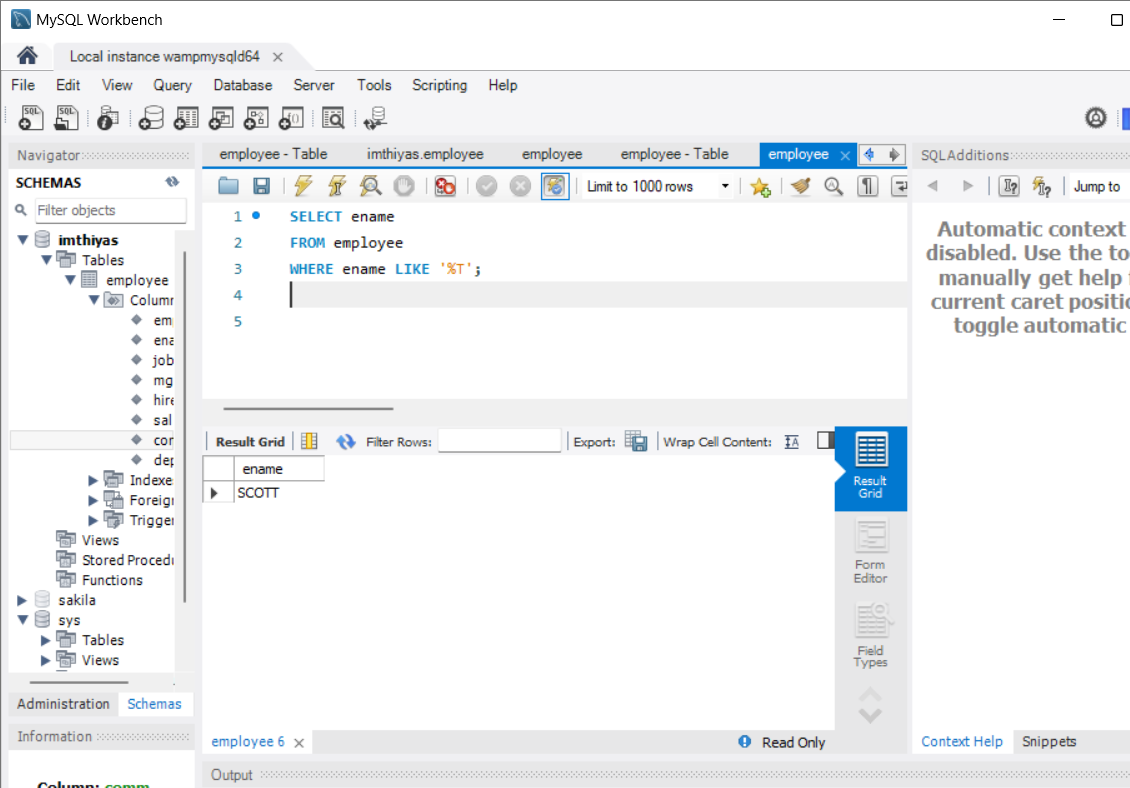 MySQL Workbench
Local instance wampmysqld64
File Edit View Query Database Server Tools Scripting Help
Navigator
SCHEMAS
Filter objects
imthiyas
Tables
employee
Colum
em
ena
job
mg
hire
sal
cor
dep
Indexe
Foreig
Trigge
Views
Stored Proced
Functions
sakila
sys
Tables
Views
Administration Schemas
Information
Column: comm
employee - Table imthiyas.employee employee employee - Table employee
Limit to 1000 rows
1 SELECT ename
2 FROM employee
3 WHERE ename LIKE '%T';
4
5
Result Grid Filter Rows: Export: Wrap Cell Content:
ename
SCOTT
Result
Grid
Form
Editor
Field
Types
employee 6 Read Only
Output
SQLAdditions
Jump to
Automatic context
disabled. Use the to
manually get help
current caret positio
toggle automatic
Context Help Snippets